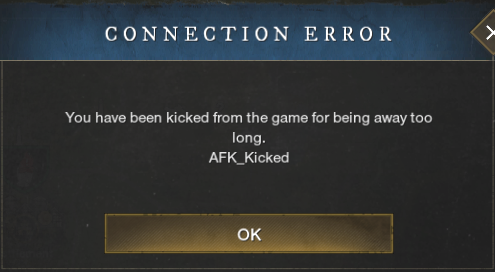 CONNECTION ERROR
You have been kicked from the game for being away too
long.
AFK_Kicked
OK